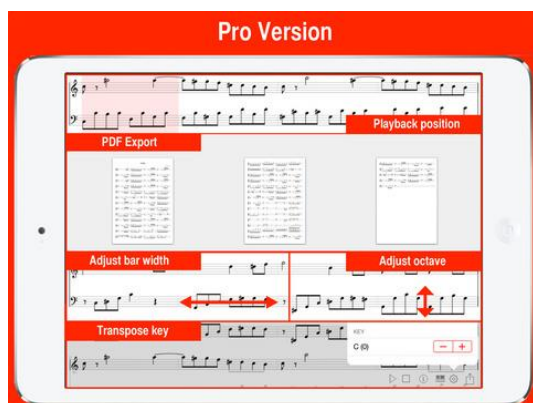 Pro Version
Playback position
PDF Export
Adjust bar width
Adjust octave
Transpose key
KEY
C (0)